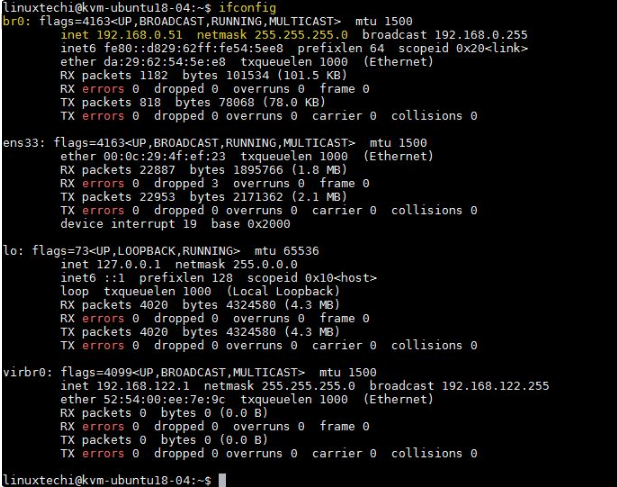 linuxtechi@kvm-ubuntu18-04:~$ ifconfig
br0: flags=4163<UP,BROADCAST,RUNNING,MULTICAST>  mtu 1500
        inet 192.168.0.51  netmask 255.255.255.0  broadcast 192.168.0.255
        inet6 fe80::d829:62ff:fe54:5ee8  prefixlen 64  scopeid 0x20<link>
        ether da:29:62:54:5e:e8  txqueuelen 1000  (Ethernet)
        RX packets 1182  bytes 101534 (101.5 KB)
        RX errors 0  dropped 0  overruns 0  frame 0
        TX packets 818  bytes 78068 (78.0 KB)
        TX errors 0  dropped 0 overruns 0  carrier 0  collisions 0

ens33: flags=4163<UP,BROADCAST,RUNNING,MULTICAST>  mtu 1500
        ether 00:0c:29:4f:ef:23  txqueuelen 1000  (Ethernet)
        RX packets 22887  bytes 1895766 (1.8 MB)
        RX errors 0  dropped 3  overruns 0  frame 0
        TX packets 22953  bytes 2171362 (2.1 MB)
        TX errors 0  dropped 0 overruns 0  carrier 0  collisions 0
        device interrupt 19  base 0x2000

lo: flags=73<UP,LOOPBACK,RUNNING>  mtu 65536
        inet 127.0.0.1  netmask 255.0.0.0
        inet6 ::1  prefixlen 128  scopeid 0x10<host>
        loop  txqueuelen 1000  (Local Loopback)
        RX packets 4020  bytes 4324580 (4.3 MB)
        RX errors 0  dropped 0  overruns 0  frame 0
        TX packets 4020  bytes 4324580 (4.3 MB)
        TX errors 0  dropped 0 overruns 0  carrier 0  collisions 0

virbr0: flags=4099<UP,BROADCAST,MULTICAST>  mtu 1500
        inet 192.168.122.1  netmask 255.255.255.0  broadcast 192.168.122.255
        ether 52:54:00:ee:7e:9c  txqueuelen 1000  (Ethernet)
        RX packets 0  bytes 0 (0.0 B)
        RX errors 0  dropped 0  overruns 0  frame 0
        TX packets 0  bytes 0 (0.0 B)
        TX errors 0  dropped 0 overruns 0  carrier 0  collisions 0

linuxtechi@kvm-ubuntu18-04:~$